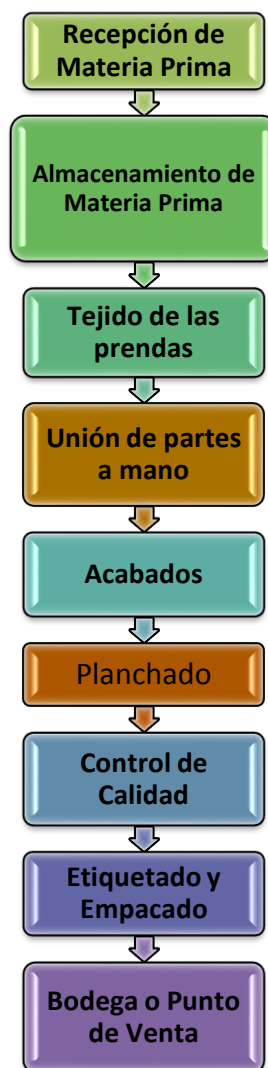 Recepción de
Materia Prima
Almacenamiento de
Materia Prima
Tejido de las
prendas
Unión de partes
a mano
Acabados
Planchado
Control de
Calidad
Etiquetado y
Empacado
Bodega o Punto
de Venta